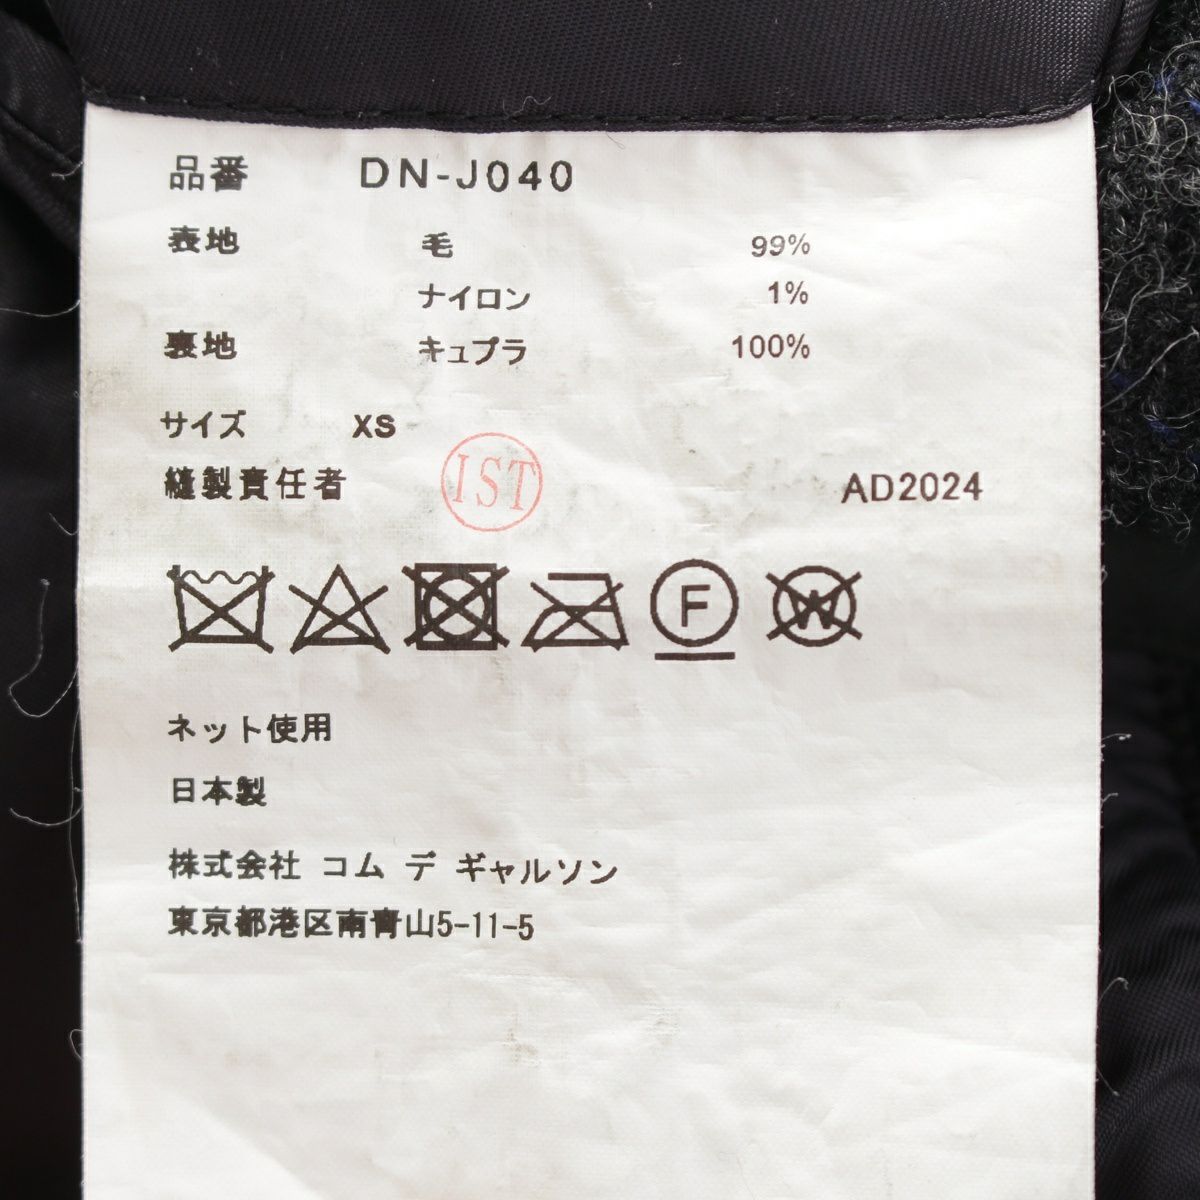 品番 DN-J040
表地 毛 99%
ナイロン 1%
裏地 キュプラ 100%
サイズ XS
縫製責任者 IST AD2024
F W
ネット使用
日本製
株式会社 コム デ ギャルソン
東京都港区南青山5-11-5